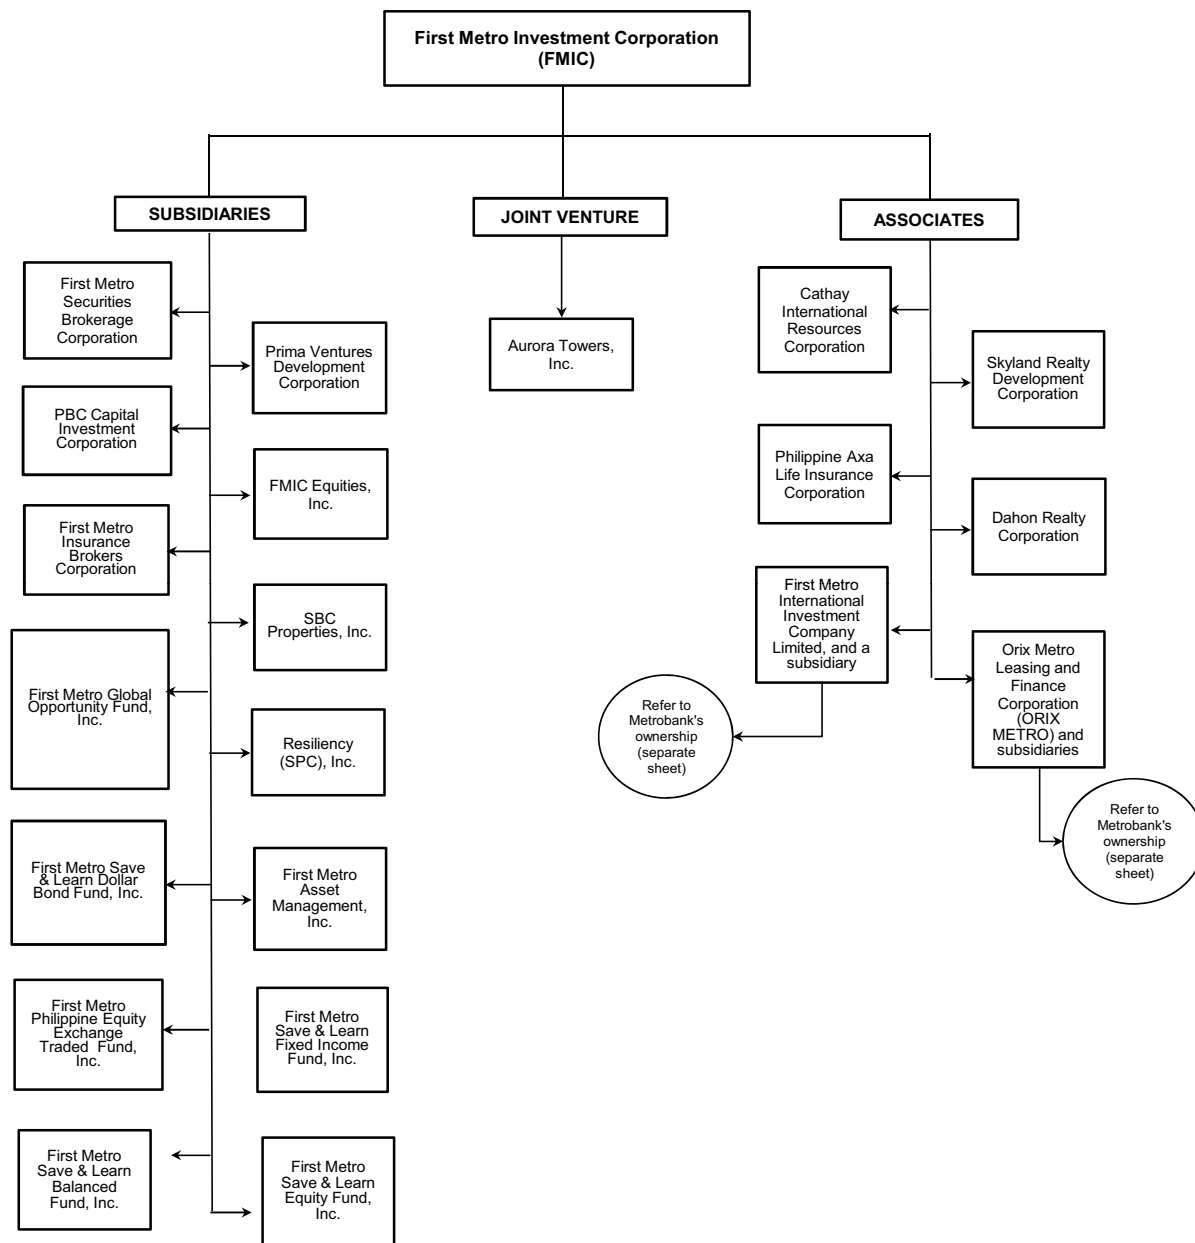 First Metro Investment Corporation
(FMIC)
SUBSIDIARIES
JOINT VENTURE
ASSOCIATES
First Metro
Securities
Brokerage
Corporation
Prima Ventures
Development
Corporation
PBC Capital
Investment
Corporation
FMIC Equities,
Inc.
First Metro
Insurance
Brokers
Corporation
SBC
Properties, Inc.
First Metro Global
Opportunity Fund,
Inc.
Resiliency
(SPC), Inc.
First Metro Save
& Learn Dollar
Bond Fund, Inc.
First Metro
Asset
Management,
Inc.
First Metro
Philippine Equity
Exchange
Traded Fund,
Inc.
First Metro
Save & Learn
Fixed Income
Fund, Inc.
First Metro
Save & Learn
Balanced
Fund, Inc.
First Metro
Save & Learn
Equity Fund,
Inc.
Aurora Towers,
Inc.
Cathay
International
Resources
Corporation
Skyland Realty
Development
Corporation
Philippine Axa
Life Insurance
Corporation
Dahon Realty
Corporation
First Metro
International
Investment
Company
Limited, and a
subsidiary
Orix Metro
Leasing and
Finance
Corporation
(ORIX
METRO) and
subsidiaries
Refer to
Metrobank's
ownership
(separate
sheet)
Refer to
Metrobank's
ownership
(separate
sheet)